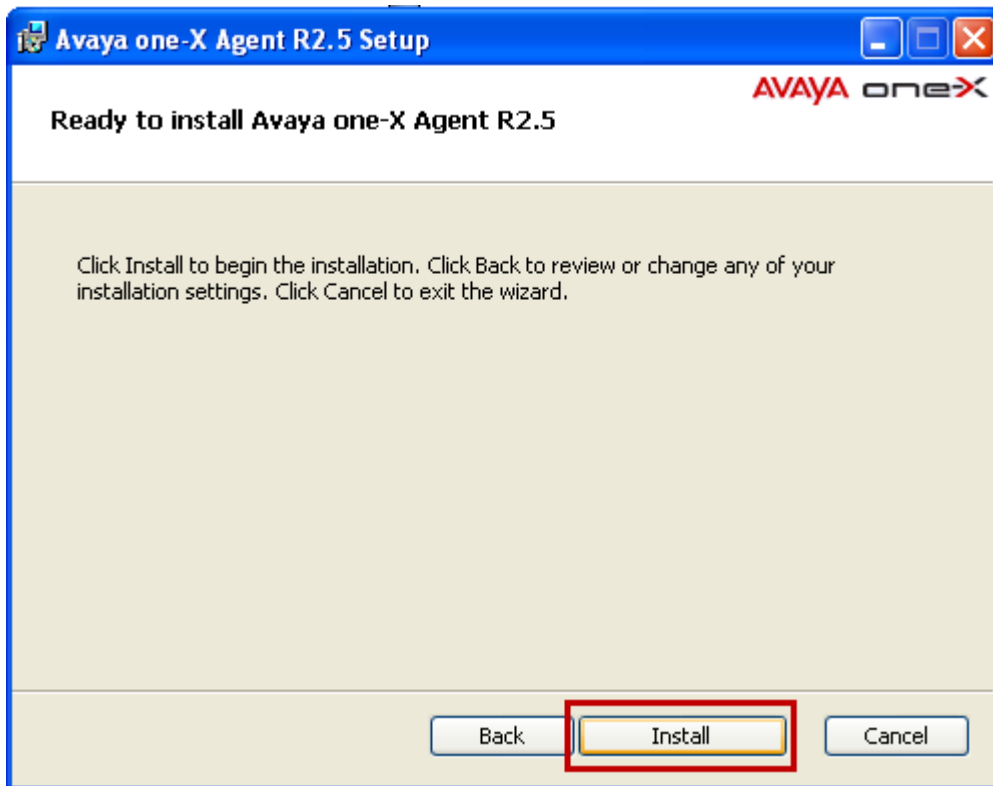 Avaya one-X Agent R2.5 Setup
AVAYA one-X
Ready to install Avaya one-X Agent R2.5
Click Install to begin the installation. Click Back to review or change any of your
installation settings. Click Cancel to exit the wizard.
Back Install Cancel